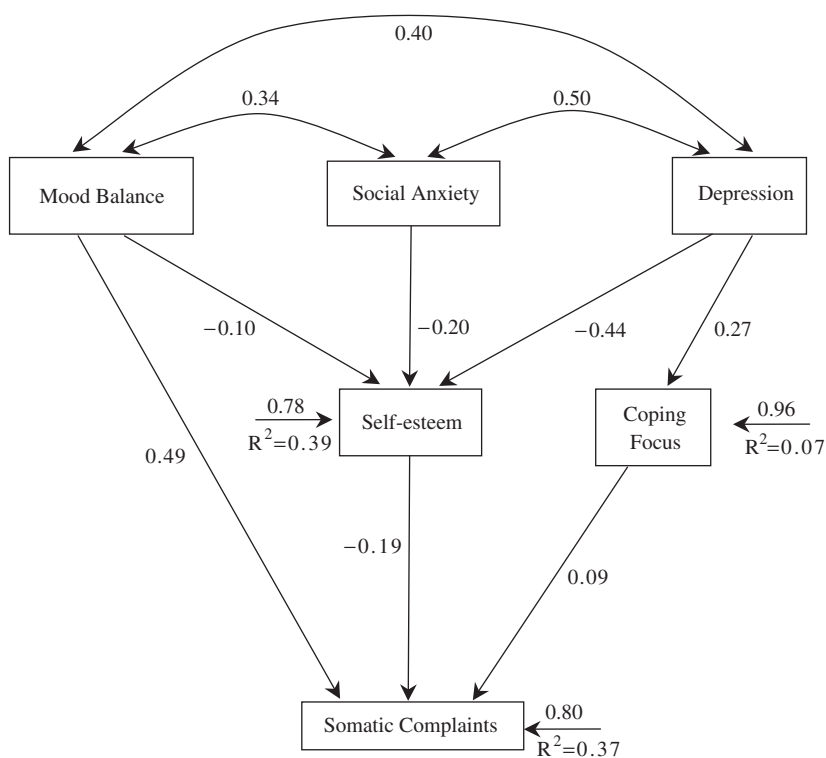 0.40
0.34
0.50
Mood Balance
Social Anxiety
Depression
−0.10
−0.20
−0.44
0.27
0.78
R²=0.39
Self-esteem
Coping
Focus
0.96
R²=0.07
0.49
−0.19
0.09
Somatic Complaints
0.80
R²=0.37